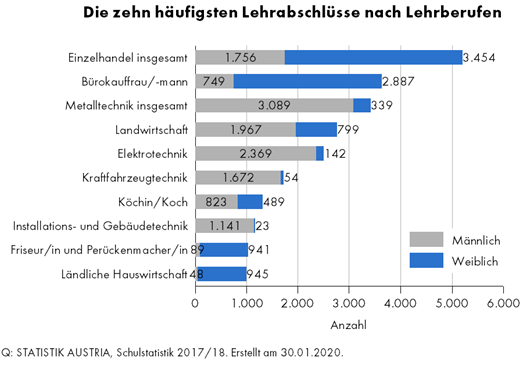 Die zehn häufigsten Lehrabschlüsse nach Lehrberufen
Einzelhandel insgesamt 1.756 3.454
Bürokauffrau/-mann 749 2.887
Metalltechnik insgesamt 3.089 339
Landwirtschaft 1.967 799
Elektrotechnik 2.369 142
Kraftfahrzeugtechnik 1.672 54
Köchin/Koch 823 489
Installations- und Gebäudetechnik 1.141 23
Friseur/in und Perückenmacher/in 89 941
Ländliche Hauswirtschaft 48 945
Männlich
Weiblich
0 1.000 2.000 3.000 4.000 5.000 6.000
Anzahl
Q: STATISTIK AUSTRIA, Schulstatistik 2017/18. Erstellt am 30.01.2020.